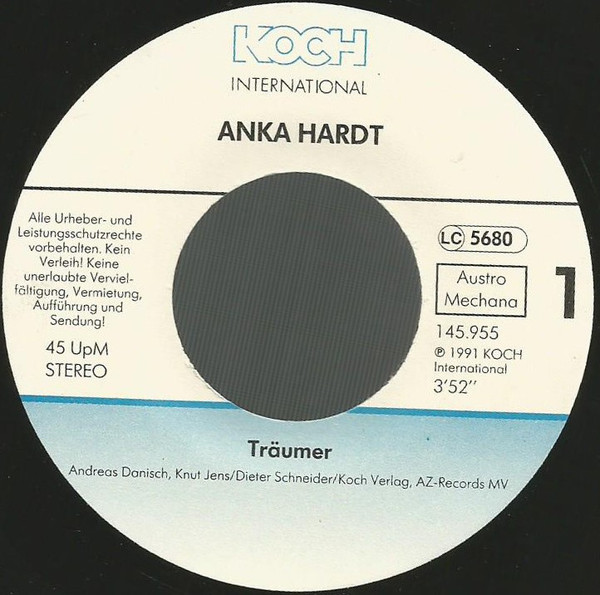 KOCH
INTERNATIONAL
ANKA HARDT
Alle Urheber- und
Leistungsschutzrechte
vorbehalten. Kein
Verleih! Keine
unerlaubte Verviel-
fältigung, Vermietung,
Aufführung und
Sendung!
45 UpM
STEREO
LC 5680
Austro
Mechana
1
145.955
℗ 1991 KOCH
International
3'52"
Träumer
Andreas Danisch, Knut Jens/Dieter Schneider/Koch Verlag, AZ-Records MV